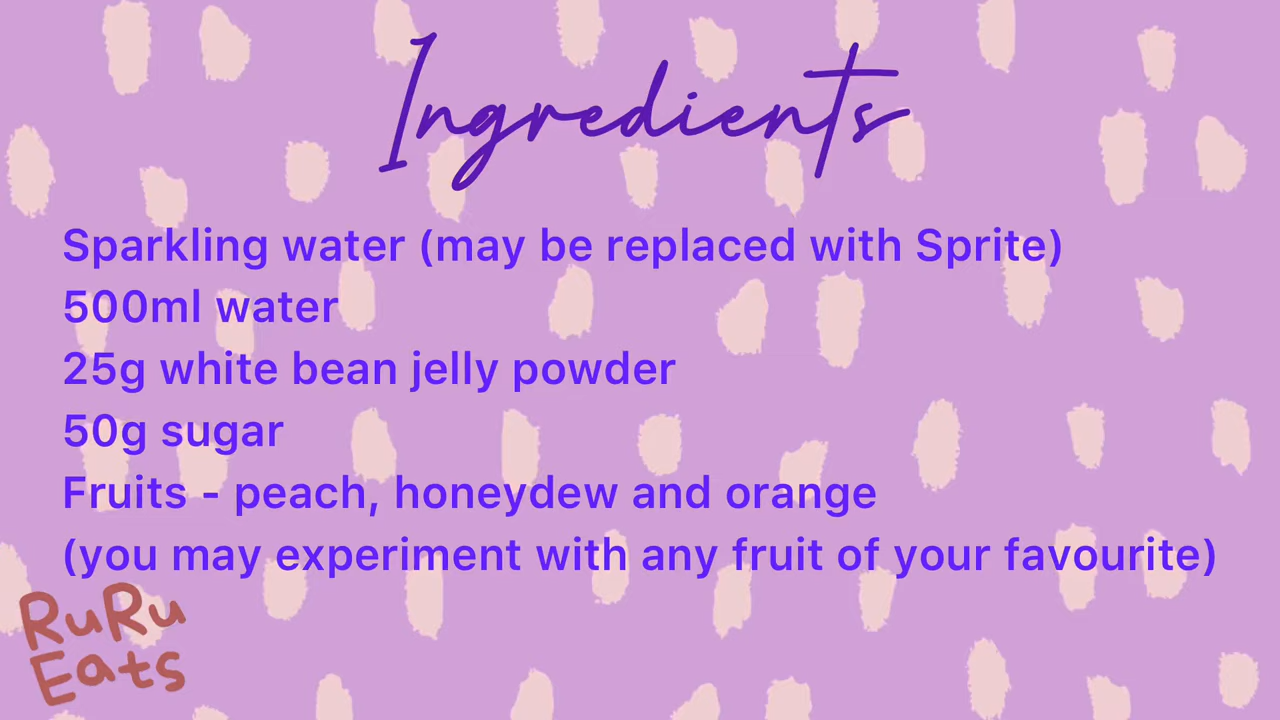 Ingredients
Sparkling water (may be replaced with Sprite)
500ml water
25g white bean jelly powder
50g sugar
Fruits - peach, honeydew and orange
(you may experiment with any fruit of your favourite)
RuRu
Eats